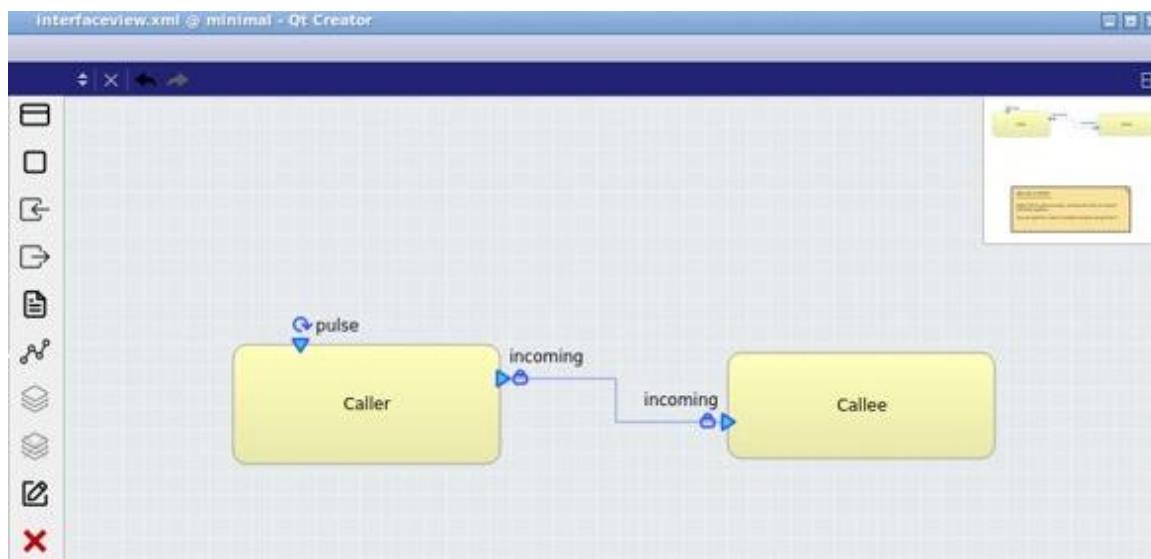 interfaceview.xml @ minimal - Qt Creator
pulse
incoming
Caller
incoming
Callee